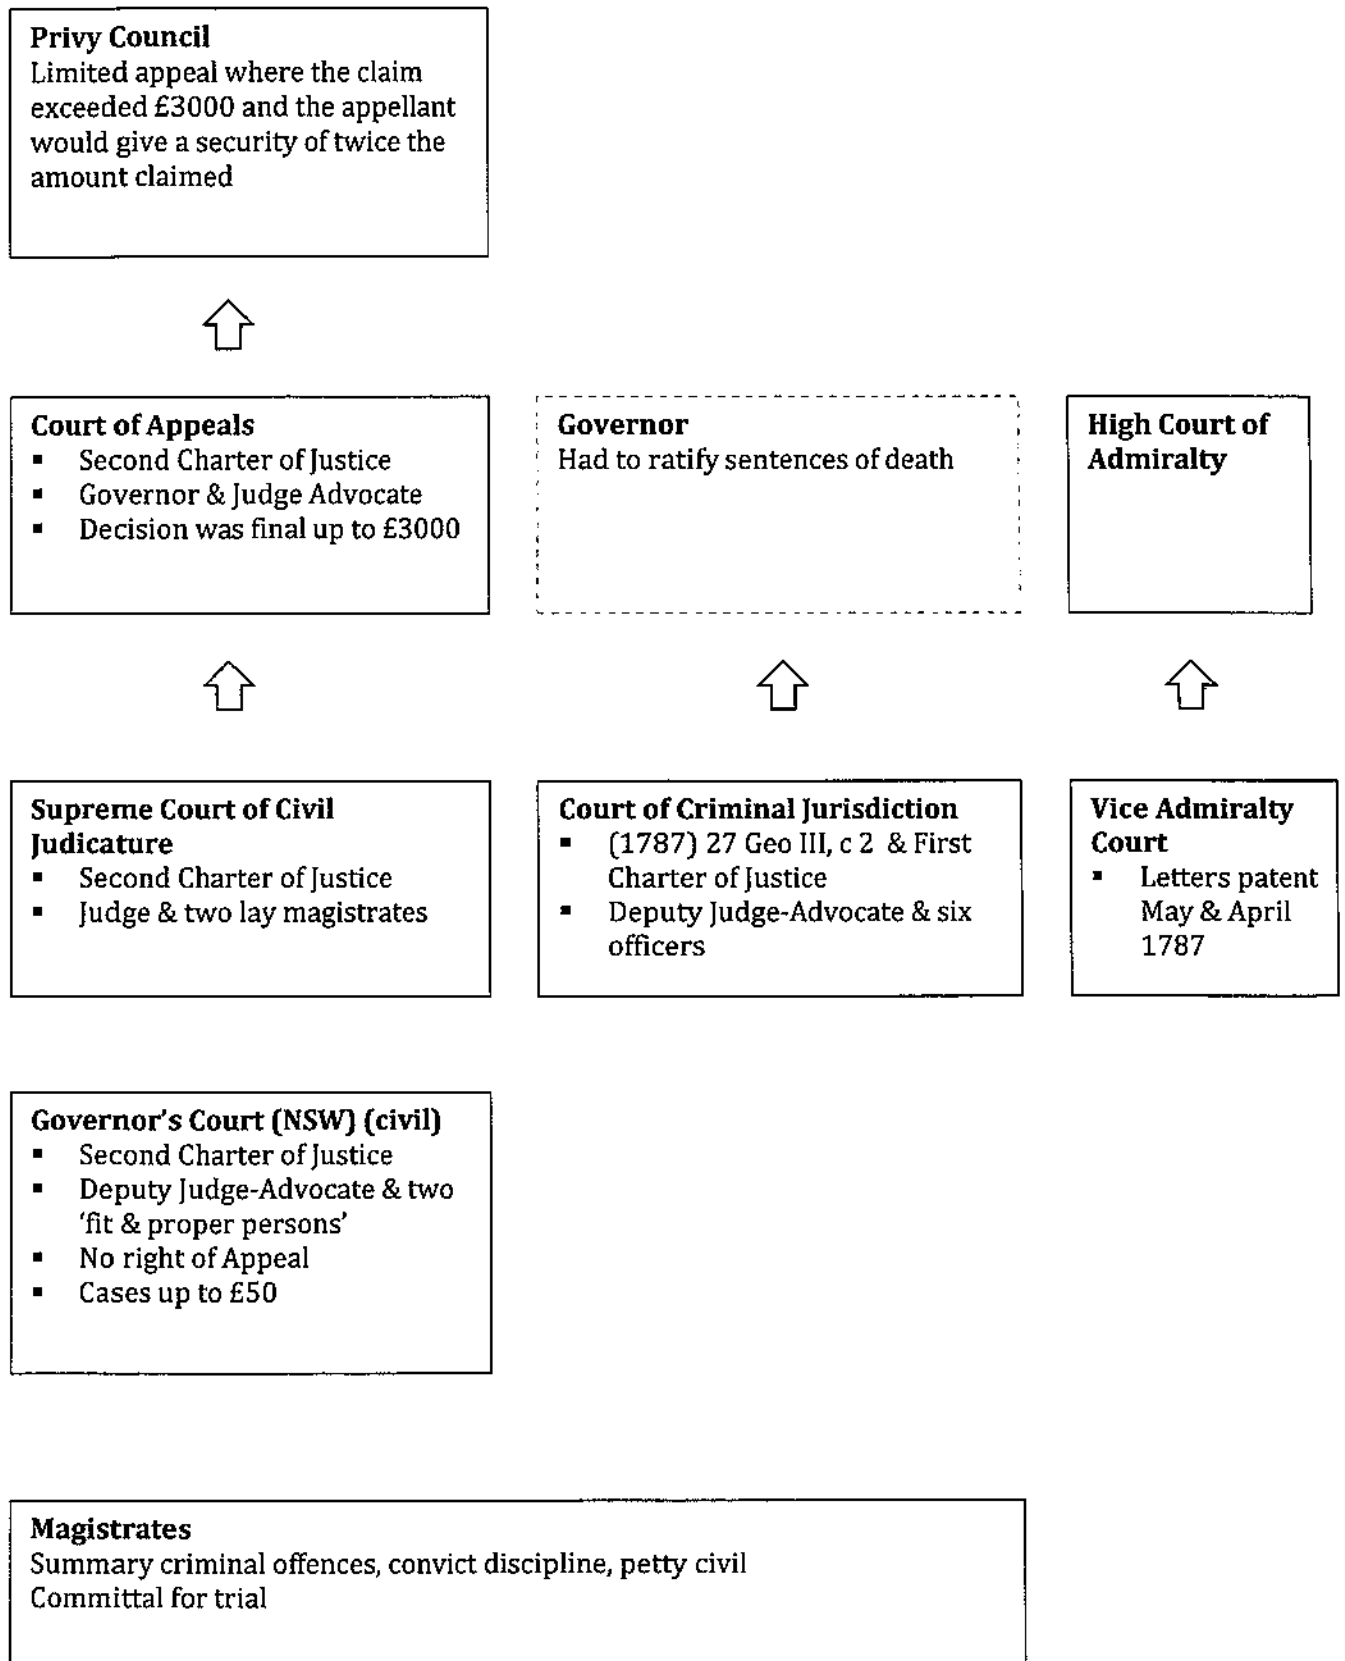 Privy Council
Limited appeal where the claim
exceeded £3000 and the appellant
would give a security of twice the
amount claimed
Court of Appeals
▪ Second Charter of Justice
▪ Governor & Judge Advocate
▪ Decision was final up to £3000
Governor
Had to ratify sentences of death
High Court of
Admiralty
Supreme Court of Civil
Judicature
▪ Second Charter of Justice
▪ Judge & two lay magistrates
Court of Criminal Jurisdiction
▪ (1787) 27 Geo III, c 2 & First
Charter of Justice
▪ Deputy Judge-Advocate & six
officers
Vice Admiralty
Court
▪ Letters patent
May & April
1787
Governor's Court (NSW) (civil)
▪ Second Charter of Justice
▪ Deputy Judge-Advocate & two
'fit & proper persons'
▪ No right of Appeal
▪ Cases up to £50
Magistrates
Summary criminal offences, convict discipline, petty civil
Committal for trial